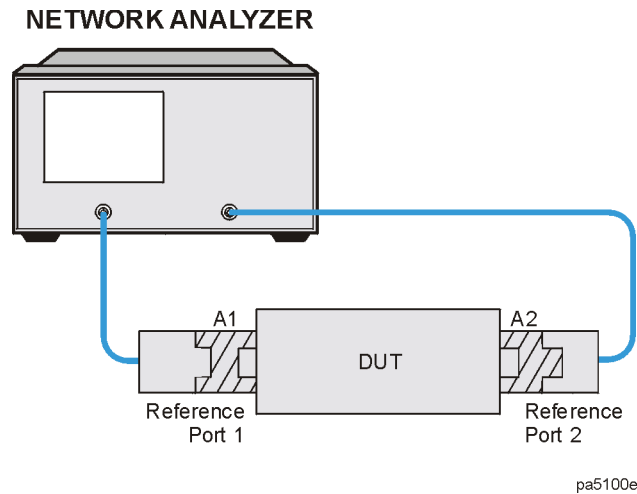 NETWORK ANALYZER
A1
A2
DUT
Reference
Port 1
Reference
Port 2
pa5100e